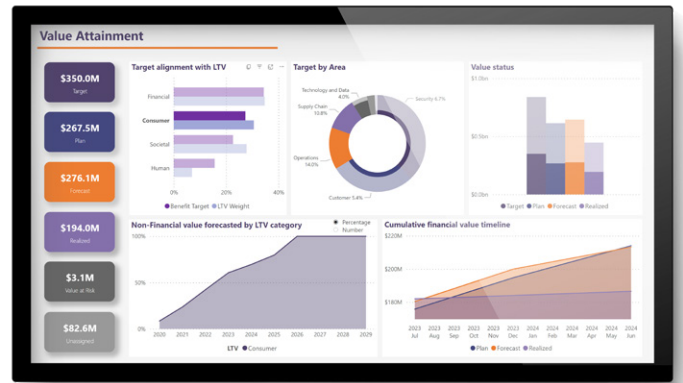 Value Attainment
$350.0M
Target
$267.5M
Plan
$276.1M
Forecast
$194.0M
Realized
$3.1M
Value at Risk
$82.6M
Unassigned
Target alignment with LTV
Financial
Consumer
Societal
Human
0%
20%
40%
Benefit Target
LTV Weight
Target by Area
Technology and Data
4.0%
Supply Chain
10.8%
Operations
14.0%
Customer 5.4%
Security 6.7%
Value status
$1.0bn
$0.5bn
$0.0bn
Target
Plan
Forecast
Realized
Non-Financial value forecasted by LTV category
Percentage
Number
100%
50%
0%
2020 2021 2022 2023 2024 2025 2026 2027 2028 2029
LTV Consumer
Cumulative financial value timeline
$220M
$200M
$180M
2023 2023 2023 2023 2023 2023 2024 2024 2024 2024 2024 2024
Jul Aug Sep Oct Nov Dec Jan Feb Mar Apr May Jun
Plan Forecast Realized